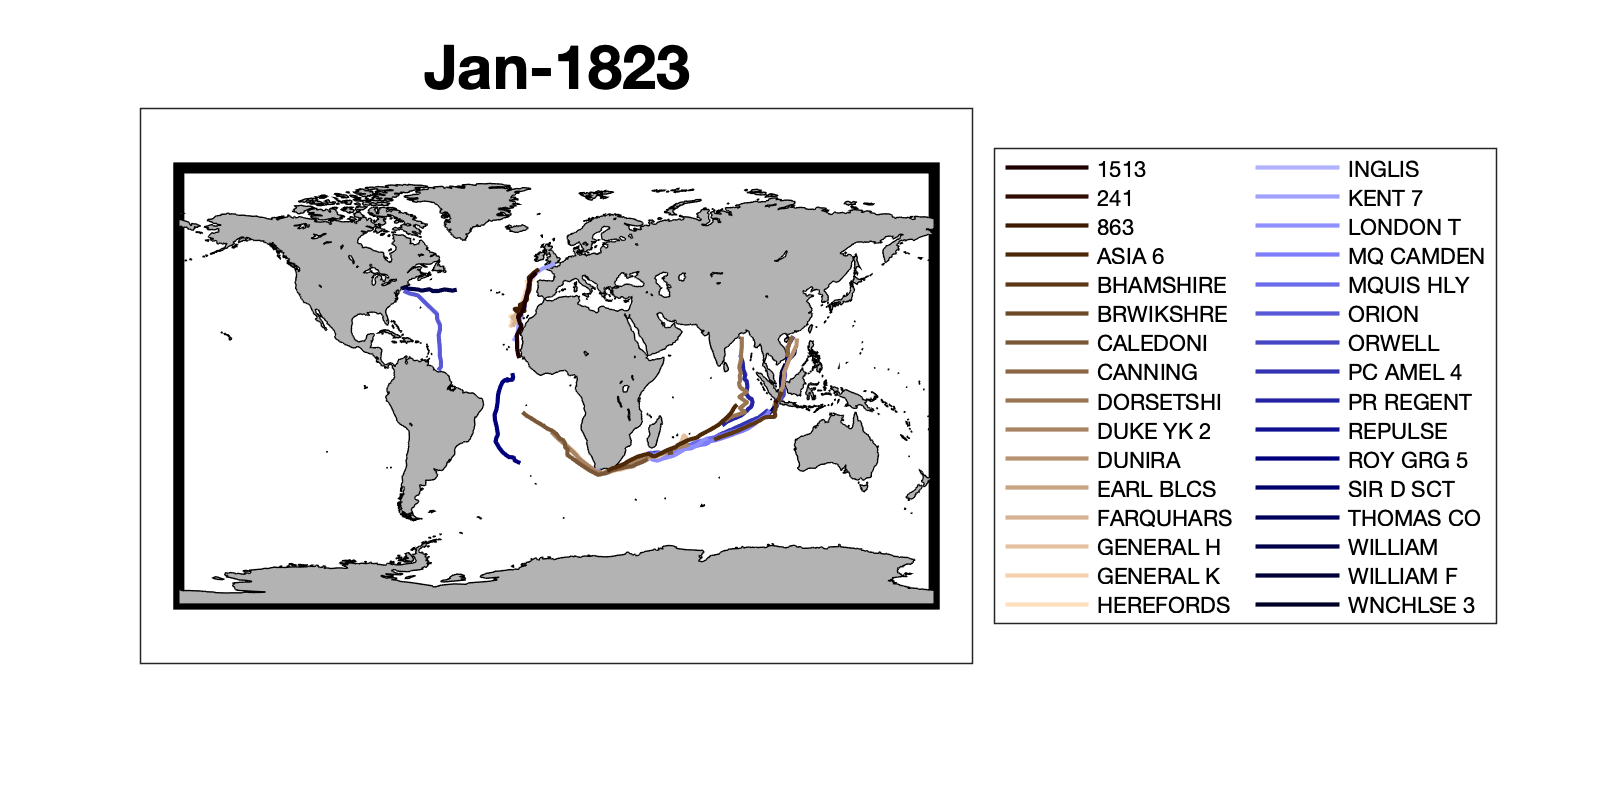 Jan-1823
1513
241
863
ASIA 6
BHAMSHIRE
BRWIKSHRE
CALEDONI
CANNING
DORSETSHI
DUKE YK 2
DUNIRA
EARL BLCS
FARQUHARS
GENERAL H
GENERAL K
HEREFORDS
INGLIS
KENT 7
LONDON T
MQ CAMDEN
MQUIS HLY
ORION
ORWELL
PC AMEL 4
PR REGENT
REPULSE
ROY GRG 5
SIR D SCT
THOMAS CO
WILLIAM
WILLIAM F
WNCHLSE 3